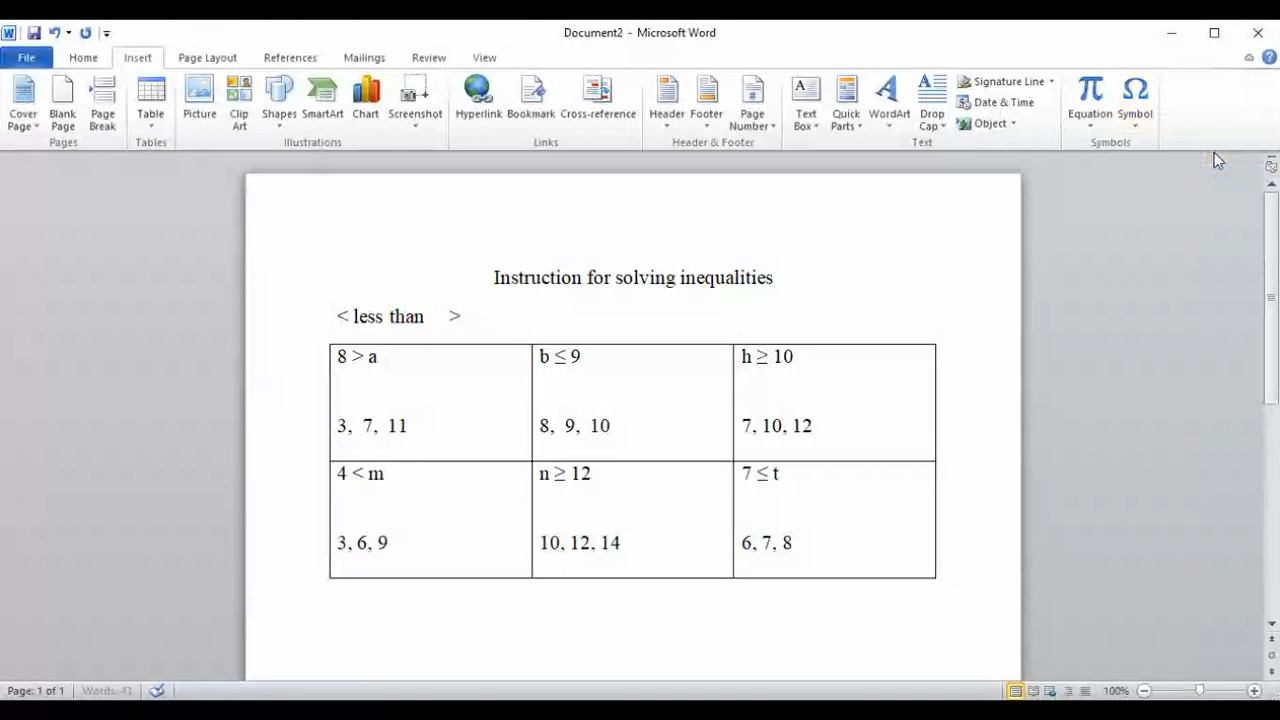 Document2 - Microsoft Word
File Home Insert Page Layout References Mailings Review View
Cover Page Blank Page Page Break Table Picture Clip Art Shapes SmartArt Chart Screenshot Hyperlink Bookmark Cross-reference Header Footer Page Number Text Box Quick Parts WordArt Drop Cap Signature Line Date & Time Object Equation Symbol
Pages Tables Illustrations Links Header & Footer Text Symbols
Instruction for solving inequalities
< less than >
8 > a b ≤ 9 h ≥ 10
3, 7, 11 8, 9, 10 7, 10, 12
4 < m n ≥ 12 7 ≤ t
3, 6, 9 10, 12, 14 6, 7, 8
Page: 1 of 1 Words: 43 100%